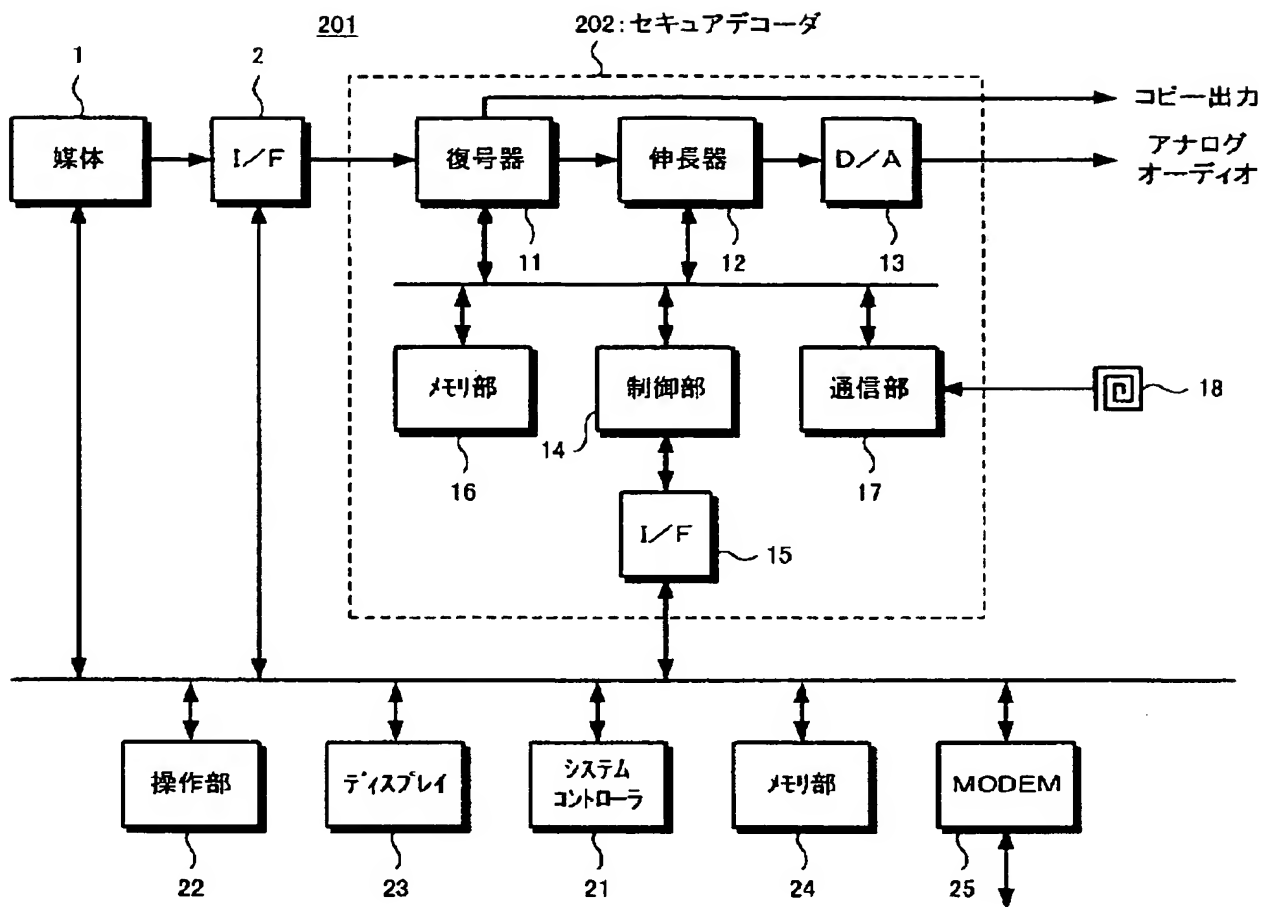 201
202:セキュアデコーダ
1
2
コピー出力
媒体
I/F
復号器
伸長器
D/A
アナログ
オーディオ
11
12
13
メモリ部
制御部
通信部
18
14
16
17
I/F
15
操作部
ディスプレイ
システム
コントローラ
メモリ部
MODEM
22
23
21
24
25